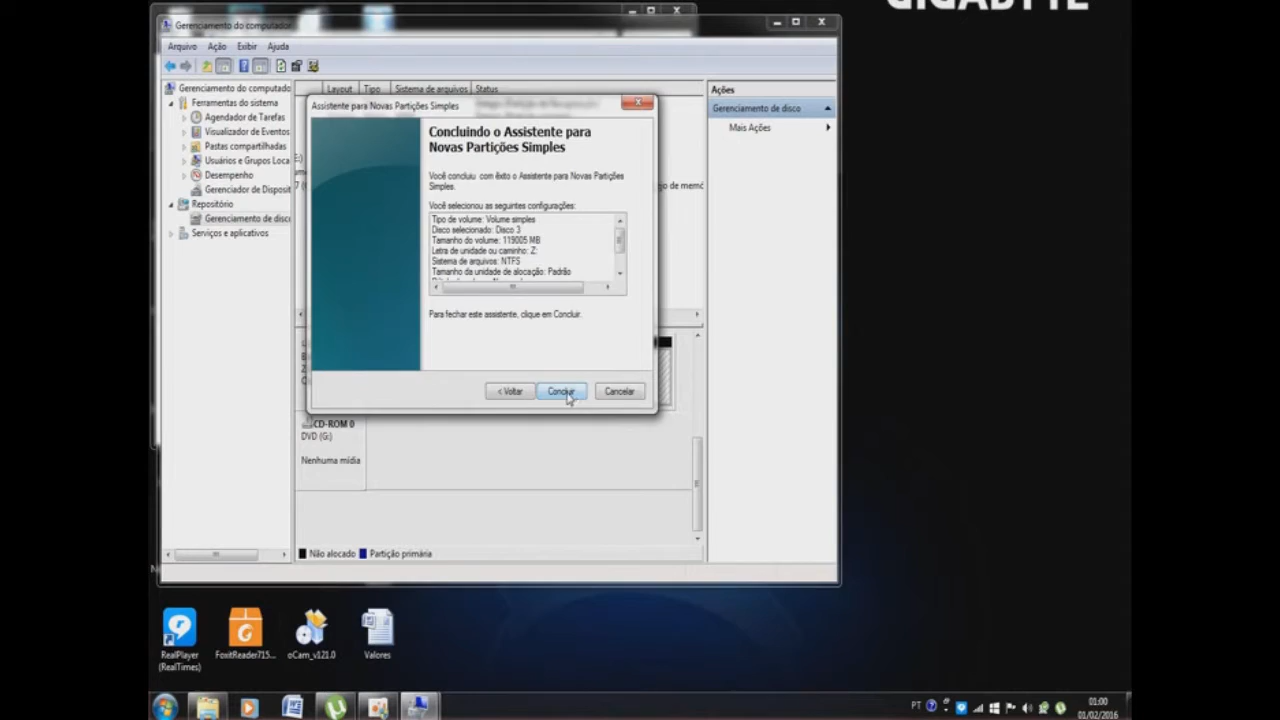 GIGABYTE
Gerenciamento do computador
Arquivo Ação Exibir Ajuda
Gerenciamento do computado
Ferramentas do sistema
Agendador de Tarefas
Visualizador de Eventos
Pastas compartilhadas
Usuários e Grupos Loca
Desempenho
Gerenciador de Disposit
Repositório
Gerenciamento de disco
Serviços e aplicativos
Layout Tipo Sistema de arquivos Status
Ações
Gerenciamento de disco
Mais Ações
Assistente para Novas Partições Simples
Concluindo o Assistente para
Novas Partições Simples
Você concluiu com êxito o Assistente para Novas Partições
Simples.
Você selecionou as seguintes configurações:
Tipo de volume: Volume simples
Disco selecionado: Disco 3
Tamanho do volume: 119005 MB
Letra de unidade ou caminho: Z:
Sistema de arquivos: NTFS
Tamanho da unidade de alocação: Padrão
Para fechar este assistente, clique em Concluir.
< Voltar Concluir Cancelar
CD-ROM 0
DVD (G:)
Nenhuma mídia
Não alocado Partição primária
RealPlayer
(RealTimes)
FoxitReader715...
oCam_v121.0
Valores
PT
01:00
01/02/2016